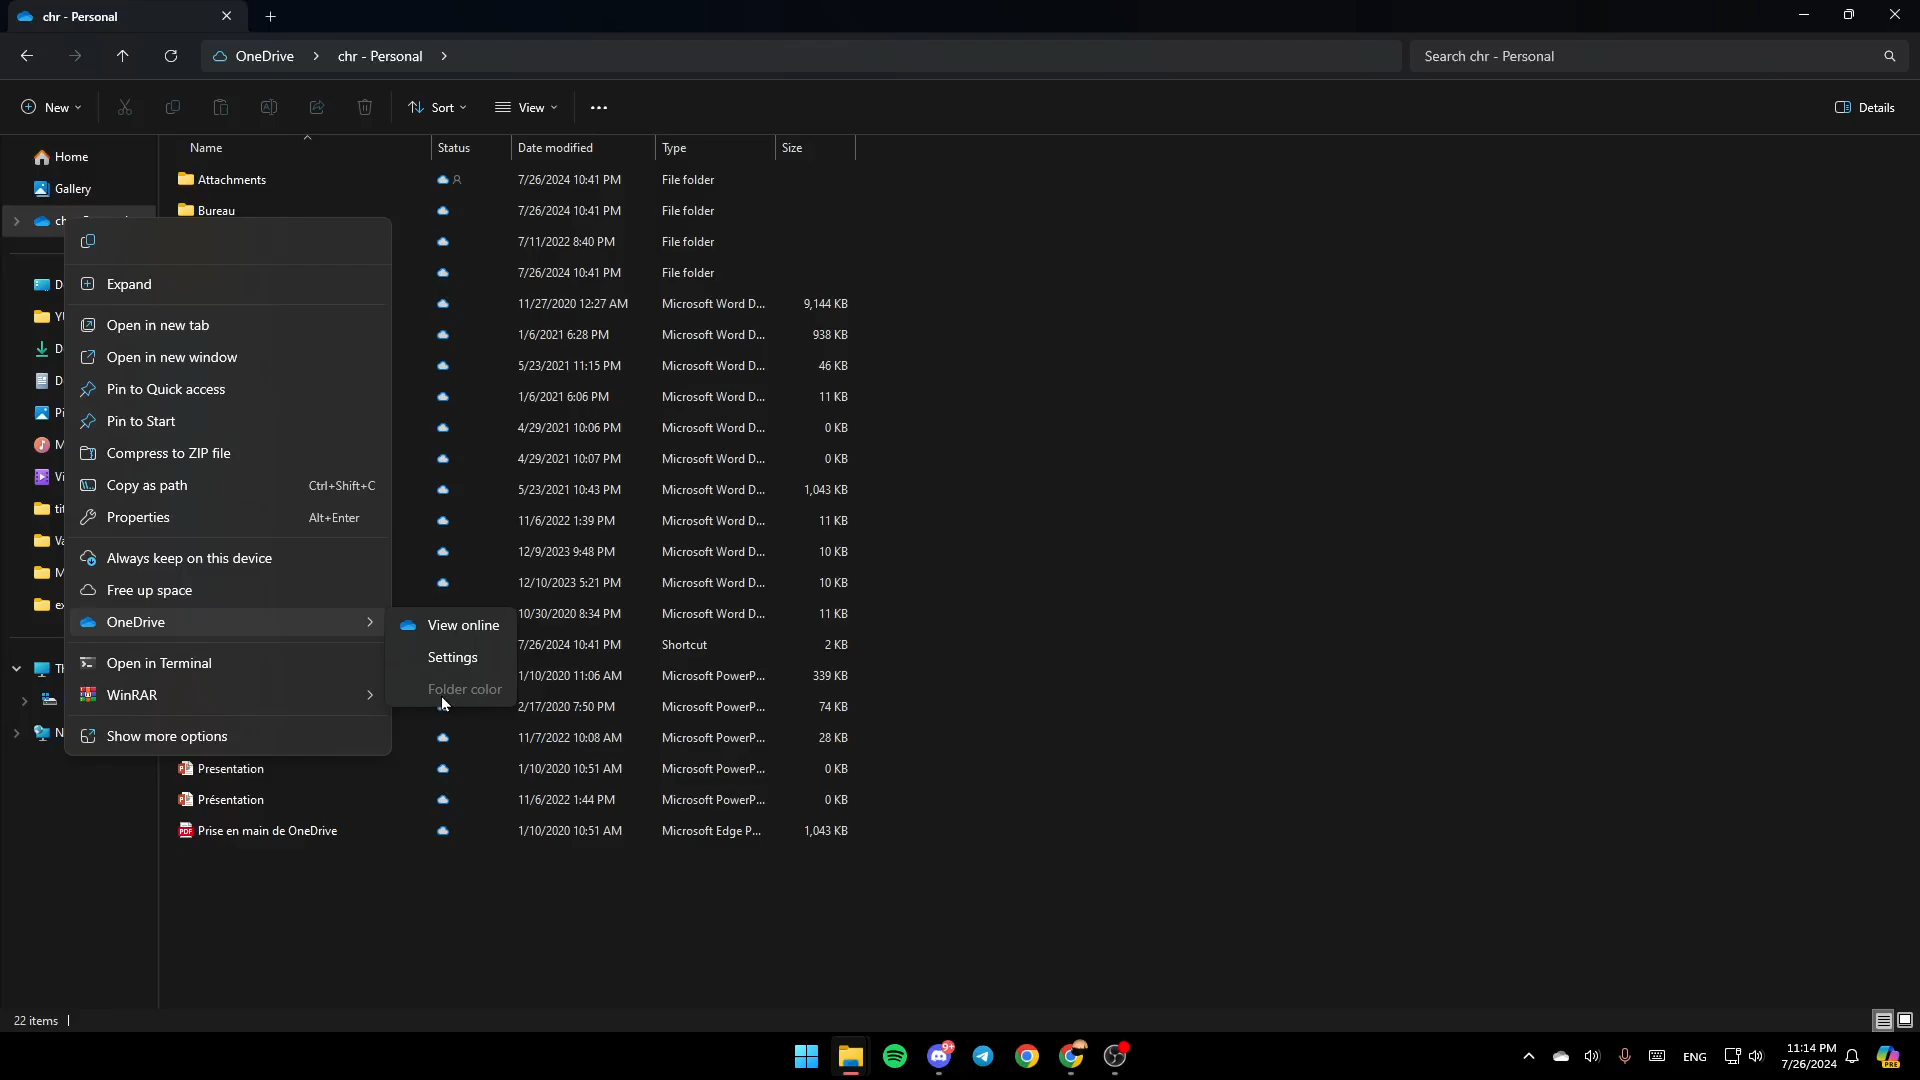 chr - Personal
OneDrive > chr - Personal >
Search chr - Personal
New
Sort
View
Details
Name Status Date modified Type Size
Home
Gallery
Attachments 7/26/2024 10:41 PM File folder
Bureau 7/26/2024 10:41 PM File folder
7/11/2022 8:40 PM File folder
7/26/2024 10:41 PM File folder
11/27/2020 12:27 AM Microsoft Word D... 9,144 KB
1/6/2021 6:28 PM Microsoft Word D... 938 KB
5/23/2021 11:15 PM Microsoft Word D... 46 KB
1/6/2021 6:06 PM Microsoft Word D... 11 KB
4/29/2021 10:06 PM Microsoft Word D... 0 KB
4/29/2021 10:07 PM Microsoft Word D... 0 KB
5/23/2021 10:43 PM Microsoft Word D... 1,043 KB
11/6/2022 1:39 PM Microsoft Word D... 11 KB
12/9/2023 9:48 PM Microsoft Word D... 10 KB
12/10/2023 5:21 PM Microsoft Word D... 10 KB
10/30/2020 8:34 PM Microsoft Word D... 11 KB
7/26/2024 10:41 PM Shortcut 2 KB
1/10/2020 11:06 AM Microsoft PowerP... 339 KB
2/17/2020 7:50 PM Microsoft PowerP... 74 KB
11/7/2022 10:08 AM Microsoft PowerP... 28 KB
Presentation 1/10/2020 10:51 AM Microsoft PowerP... 0 KB
Présentation 11/6/2022 1:44 PM Microsoft PowerP... 0 KB
Prise en main de OneDrive 1/10/2020 10:51 AM Microsoft Edge P... 1,043 KB
Expand
Open in new tab
Open in new window
Pin to Quick access
Pin to Start
Compress to ZIP file
Copy as path Ctrl+Shift+C
Properties Alt+Enter
Always keep on this device
Free up space
OneDrive
Open in Terminal
WinRAR
Show more options
View online
Settings
Folder color
22 items
9+
ENG
11:14 PM
7/26/2024
PRE